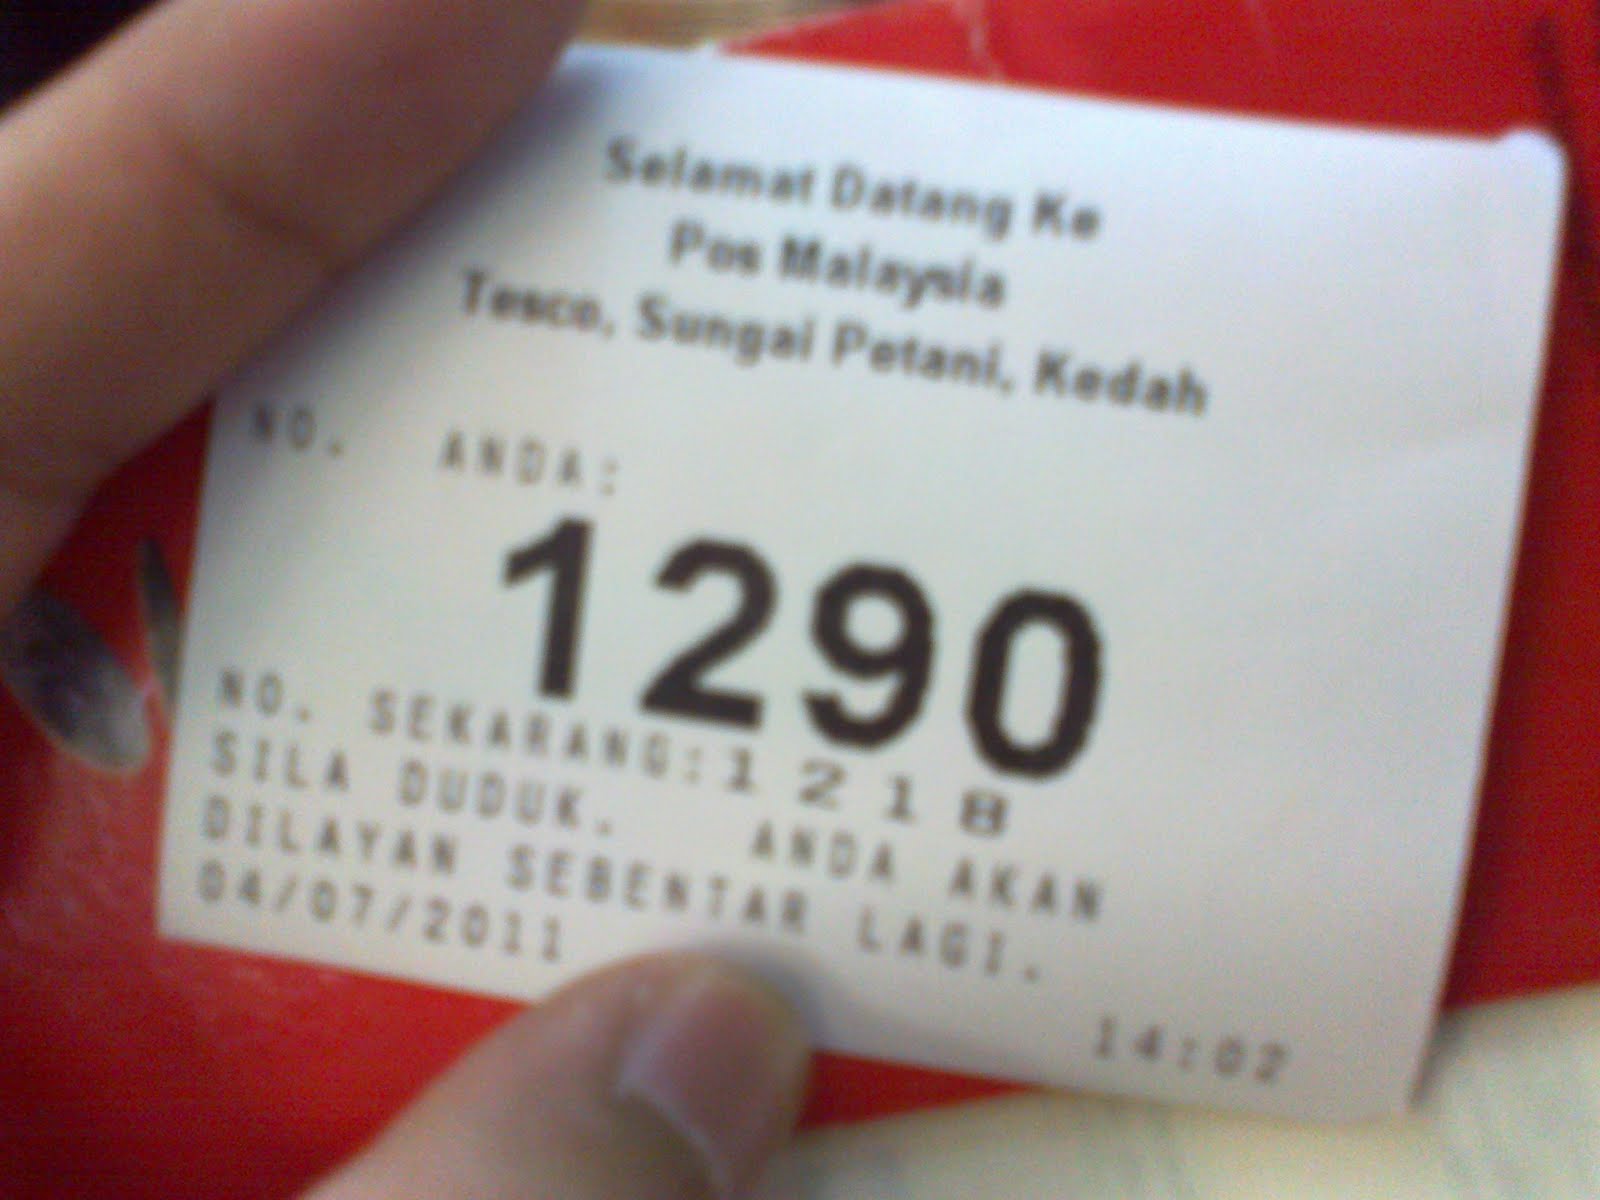 Selamat Datang Ke
Pos Malaysia
Tesco, Sungai Petani, Kedah
NO. ANDA:
1290
NO. SEKARANG:1218
SILA DUDUK. ANDA AKAN
DILAYAN SEBENTAR LAGI.
04/07/2011 14:02